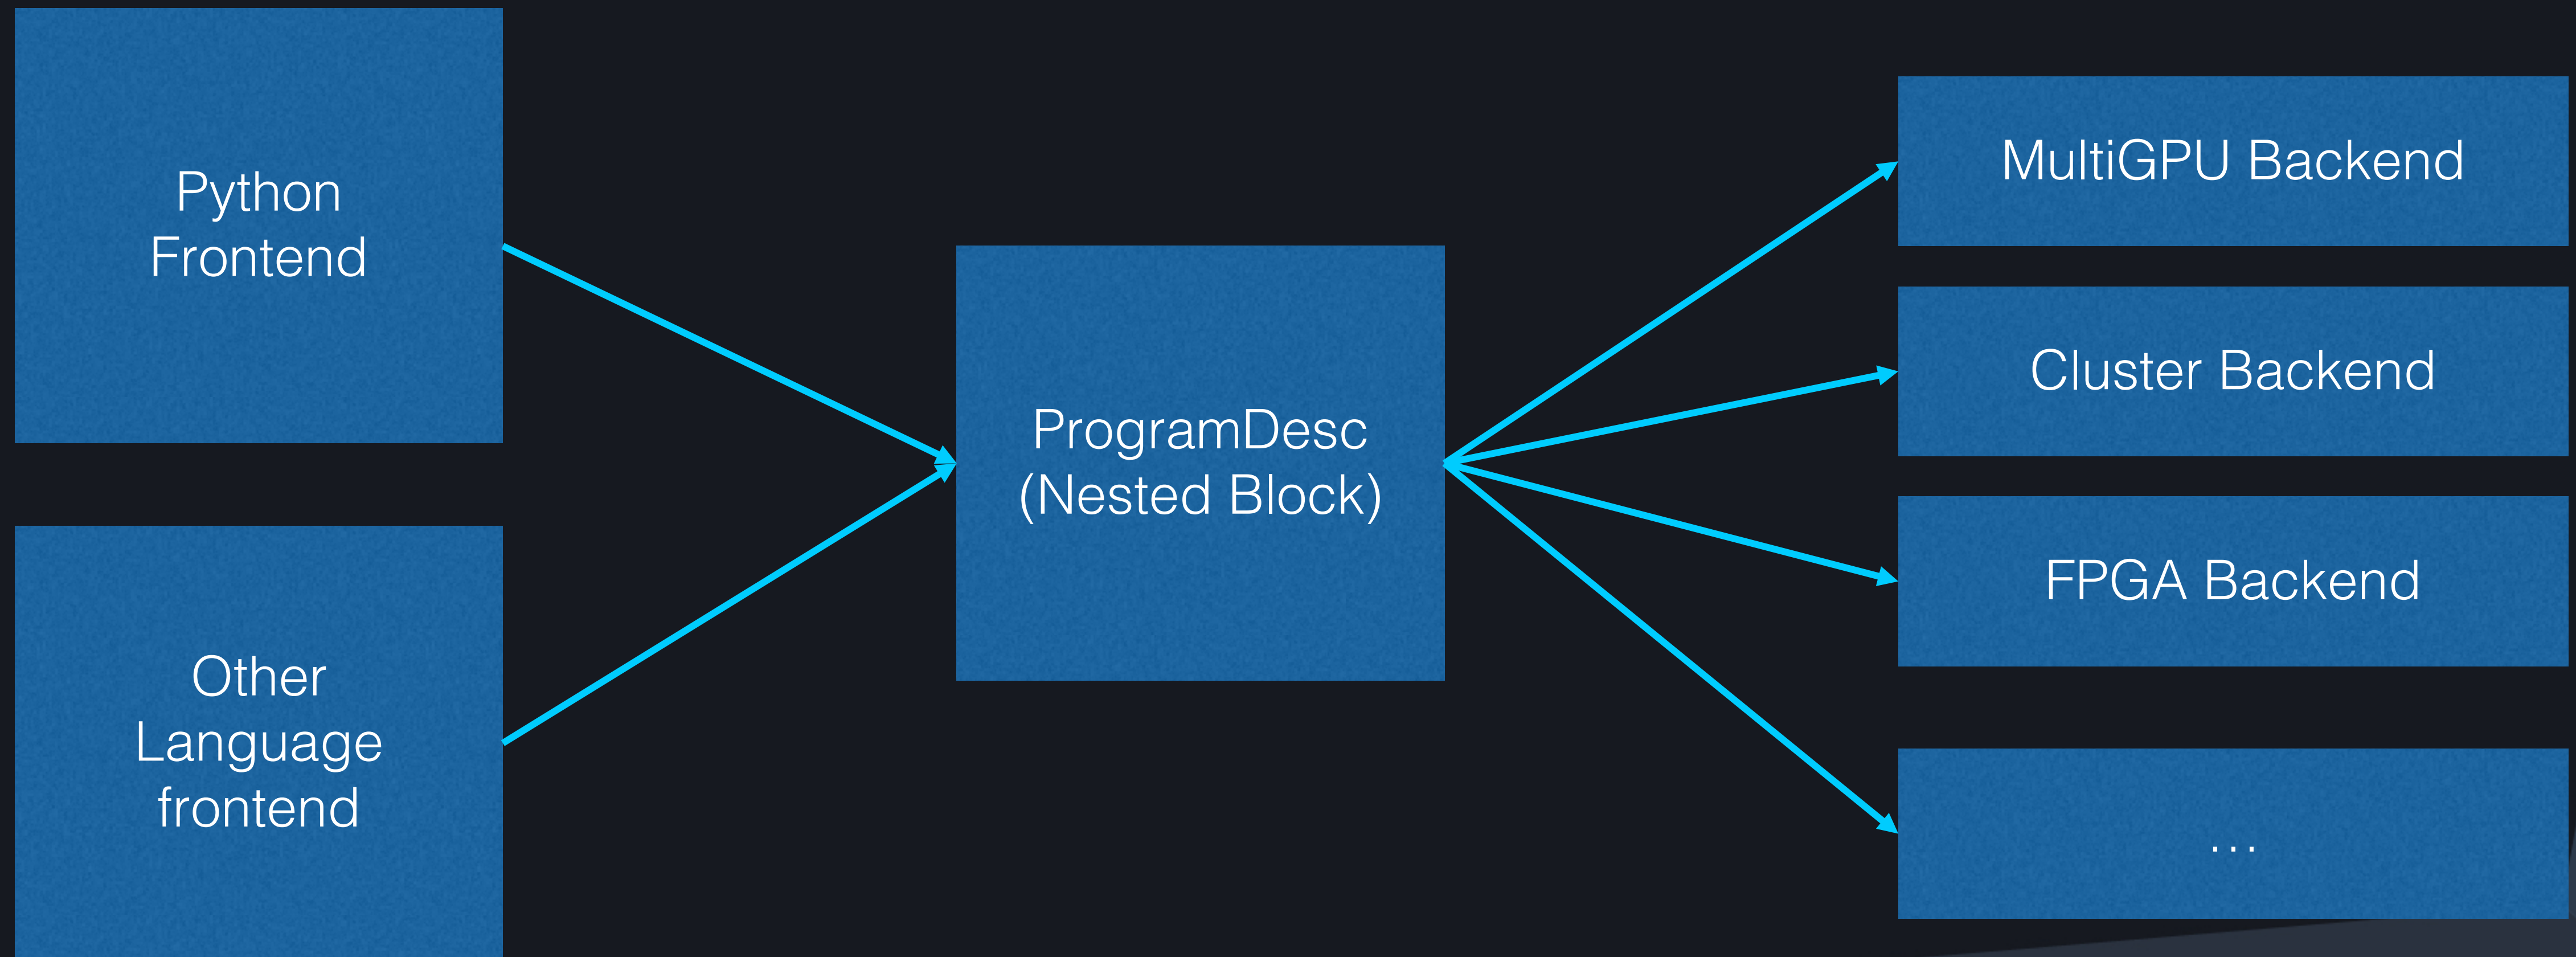 Python
Frontend
Other
Language
frontend
ProgramDesc
(Nested Block)
MultiGPU Backend
Cluster Backend
FPGA Backend
...